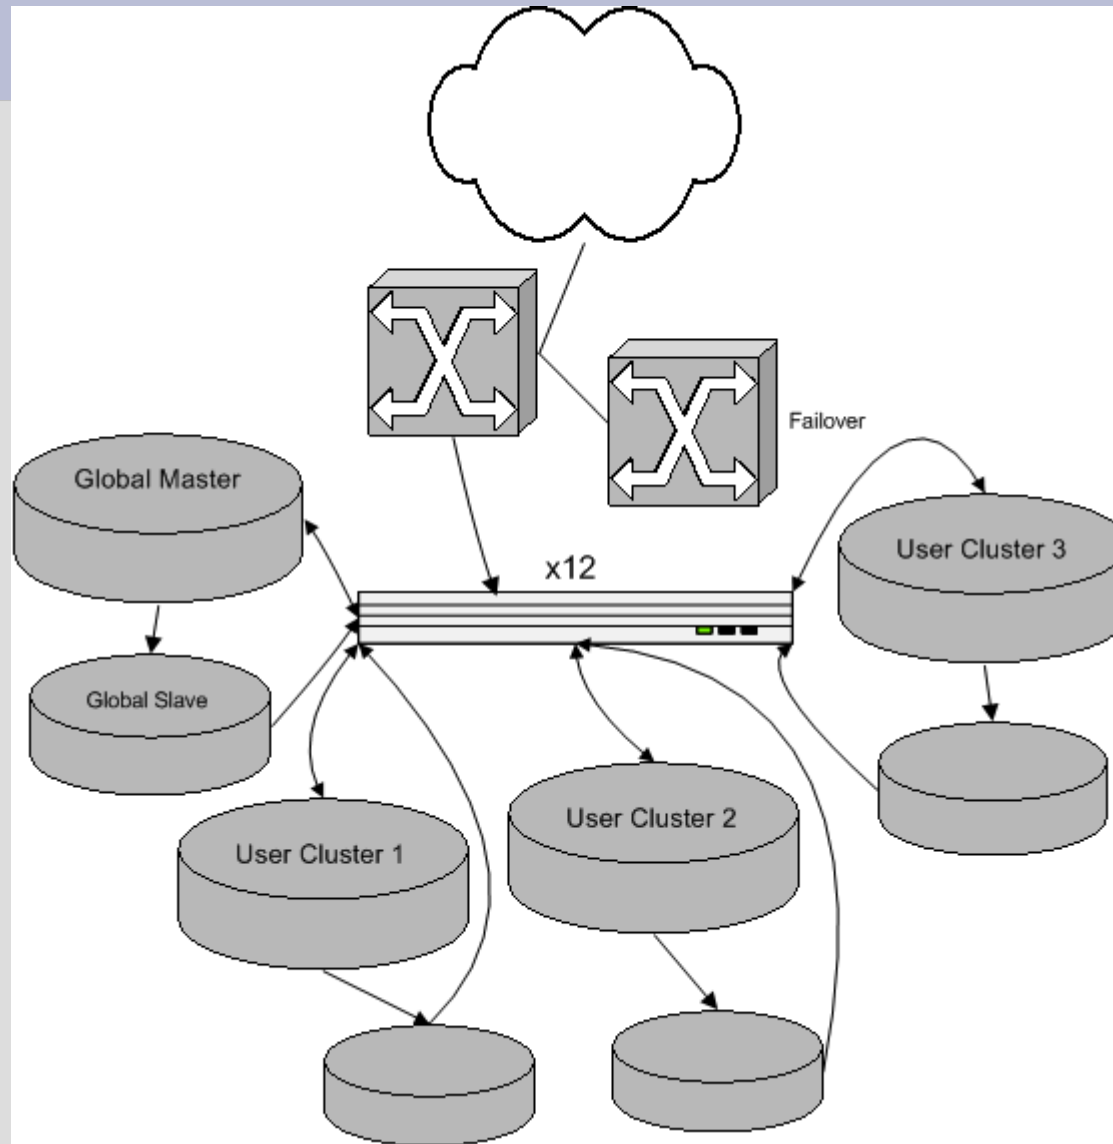 Failover
Global Master
x12
User Cluster 3
Global Slave
User Cluster 2
User Cluster 1